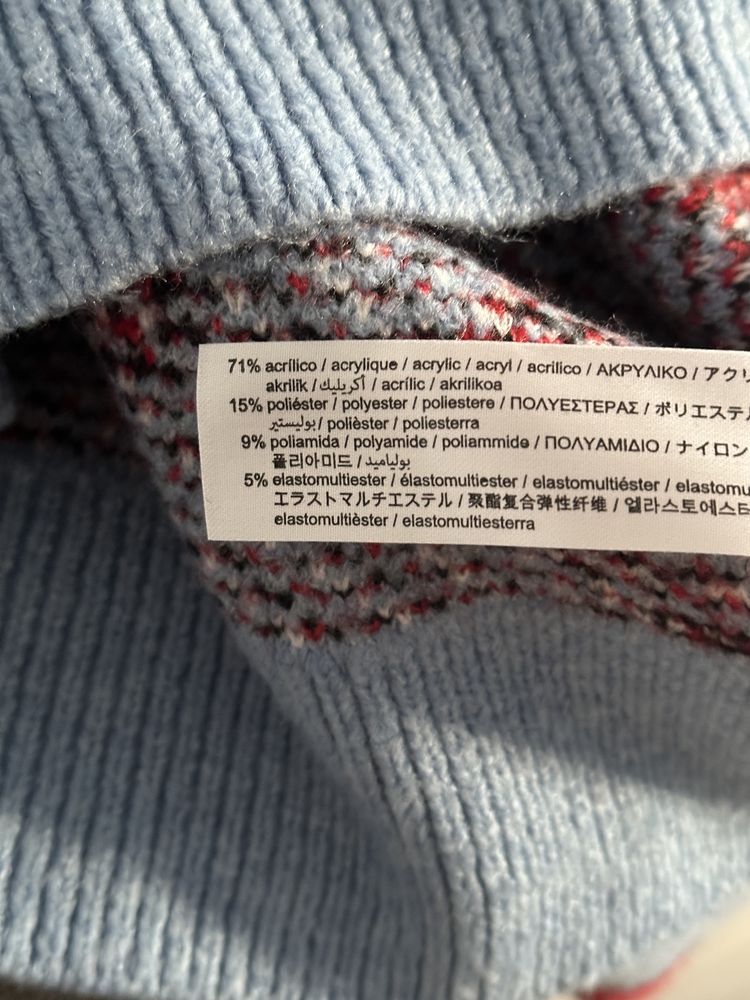 71% acrílico / acrylique / acrylic / acryl / acrilico / ΑΚΡΥΛΙΚΟ / アクリ
akrilik / أكريليك / acrílic / akrilikoa
15% poliéster / polyester / poliestere / ΠΟΛΥΕΣΤΕΡΑΣ / ポリエステル
بوليستير / polièster / poliesterra
9% poliamida / polyamide / poliammide / ΠΟΛΥΑΜΙΔΙΟ / ナイロン
폴리아미드 / بولياميد
5% elastomultiester / élastomultiester / elastomultiéster / elastomu
エラストマルチエステル / 聚酯复合弹性纤维 / 엘라스토에스터
elastomultièster / elastomultiesterra